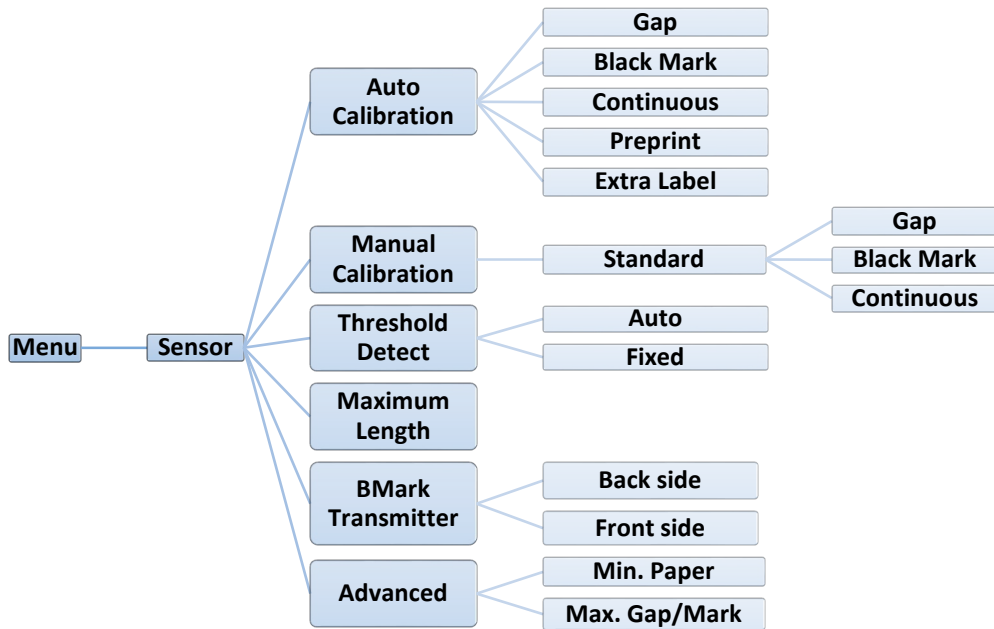 Menu
Sensor
Auto
Calibration
Gap
Black Mark
Continuous
Preprint
Extra Label
Manual
Calibration
Standard
Gap
Black Mark
Continuous
Threshold
Detect
Auto
Fixed
Maximum
Length
BMark
Transmitter
Back side
Front side
Advanced
Min. Paper
Max. Gap/Mark